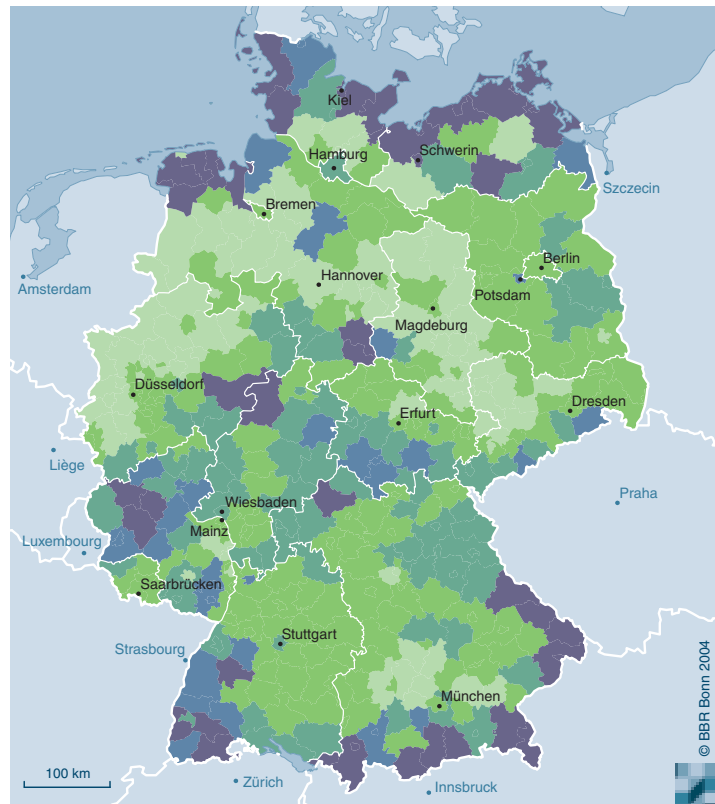 Kiel
Schwerin
Hamburg
Szczecin
Bremen
Berlin
Hannover
Amsterdam
Potsdam
Magdeburg
Düsseldorf
Dresden
Erfurt
Liège
Praha
Wiesbaden
Mainz
Luxembourg
Saarbrücken
Stuttgart
Strasbourg
München
© BBR Bonn 2004
100 km
Zürich
Innsbruck